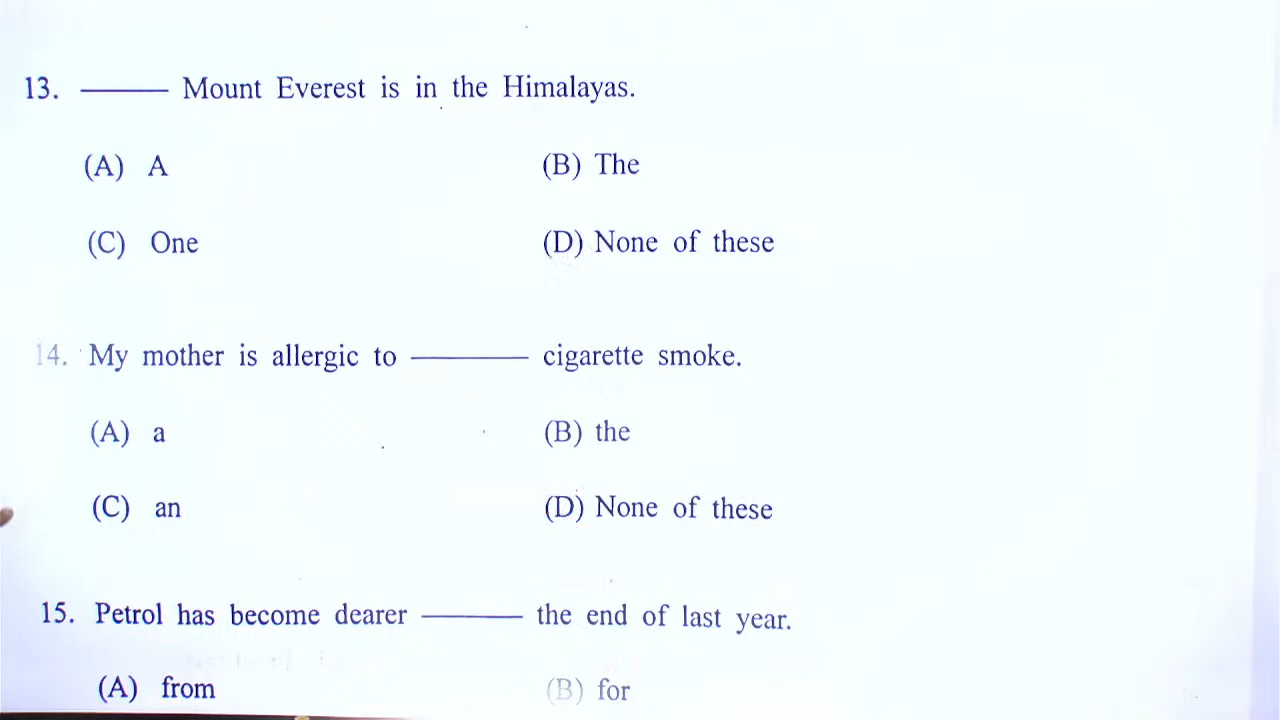 13. ——— Mount Everest is in the Himalayas.
(A) A (B) The
(C) One (D) None of these
14. My mother is allergic to ——— cigarette smoke.
(A) a (B) the
(C) an (D) None of these
15. Petrol has become dearer ——— the end of last year.
(A) from (B) for